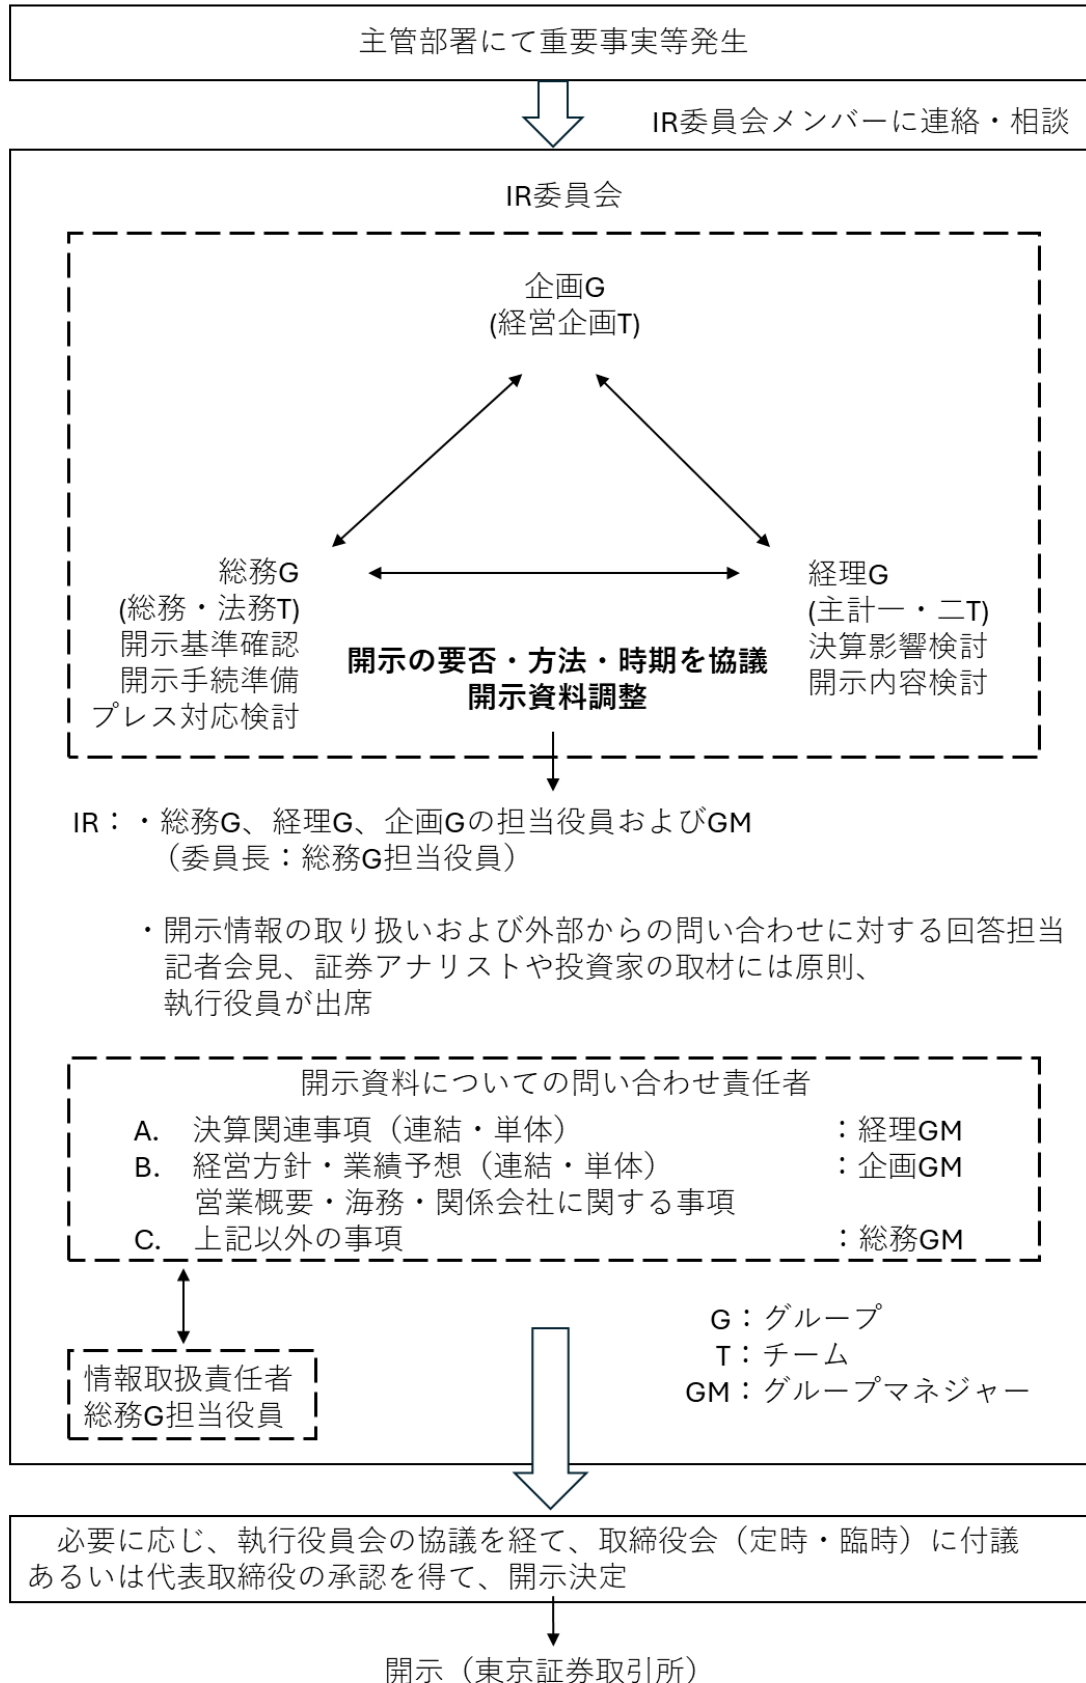 主管部署にて重要事実等発生
IR委員会メンバーに連絡・相談
IR委員会
企画G
(経営企画T)
総務G
(総務・法務T)
開示基準確認
開示手続準備
プレス対応検討
経理G
(主計一・二T)
決算影響検討
開示内容検討
開示の要否・方法・時期を協議
開示資料調整
IR：・総務G、経理G、企画Gの担当役員およびGM
（委員長：総務G担当役員）
・開示情報の取り扱いおよび外部からの問い合わせに対する回答担当
記者会見、証券アナリストや投資家の取材には原則、
執行役員が出席
開示資料についての問い合わせ責任者
A. 決算関連事項（連結・単体） ：経理GM
B. 経営方針・業績予想（連結・単体） ：企画GM
営業概要・海務・関係会社に関する事項
C. 上記以外の事項 ：総務GM
情報取扱責任者
総務G担当役員
G：グループ
T：チーム
GM：グループマネジャー
必要に応じ、執行役員会の協議を経て、取締役会（定時・臨時）に付議
あるいは代表取締役の承認を得て、開示決定
開示（東京証券取引所）